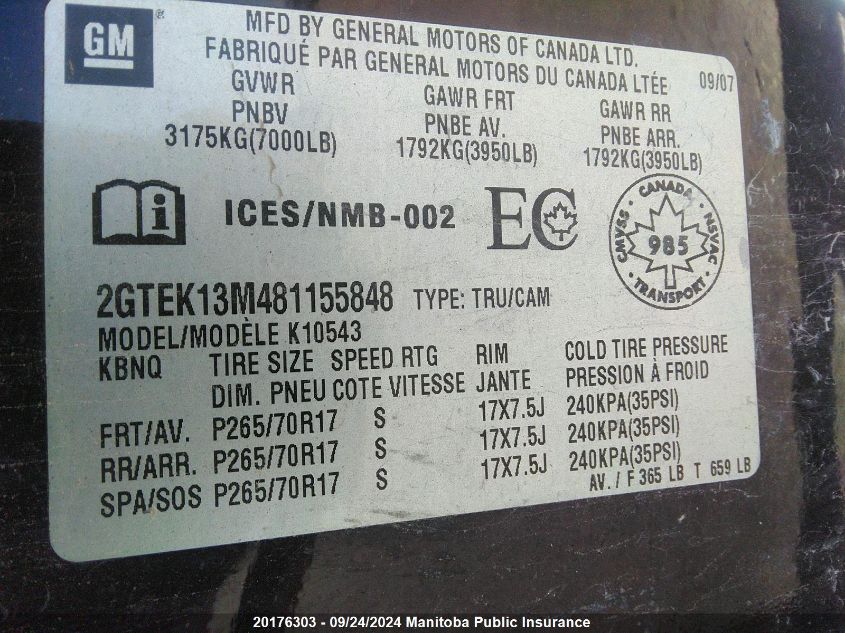 GM
MFD BY GENERAL MOTORS OF CANADA LTD.
FABRIQUÉ PAR GENERAL MOTORS DU CANADA LTÉE
09/07
GVWR GAWR FRT GAWR RR
PNBV PNBE AV. PNBE ARR.
3175KG(7000LB) 1792KG(3950LB) 1792KG(3950LB)
i ICES/NMB-002 EC
CANADA
CMVSS 985 NSVAC
TRANSPORT
2GTEK13M481155848 TYPE: TRU/CAM
MODEL/MODÈLE K10543
KBNQ TIRE SIZE SPEED RTG RIM COLD TIRE PRESSURE
DIM. PNEU COTE VITESSE JANTE PRESSION À FROID
FRT/AV. P265/70R17 S 17X7.5J 240KPA(35PSI)
RR/ARR. P265/70R17 S 17X7.5J 240KPA(35PSI)
SPA/SOS P265/70R17 S 17X7.5J 240KPA(35PSI)
AV. / F 365 LB T 659 LB
20176303 - 09/24/2024 Manitoba Public Insurance